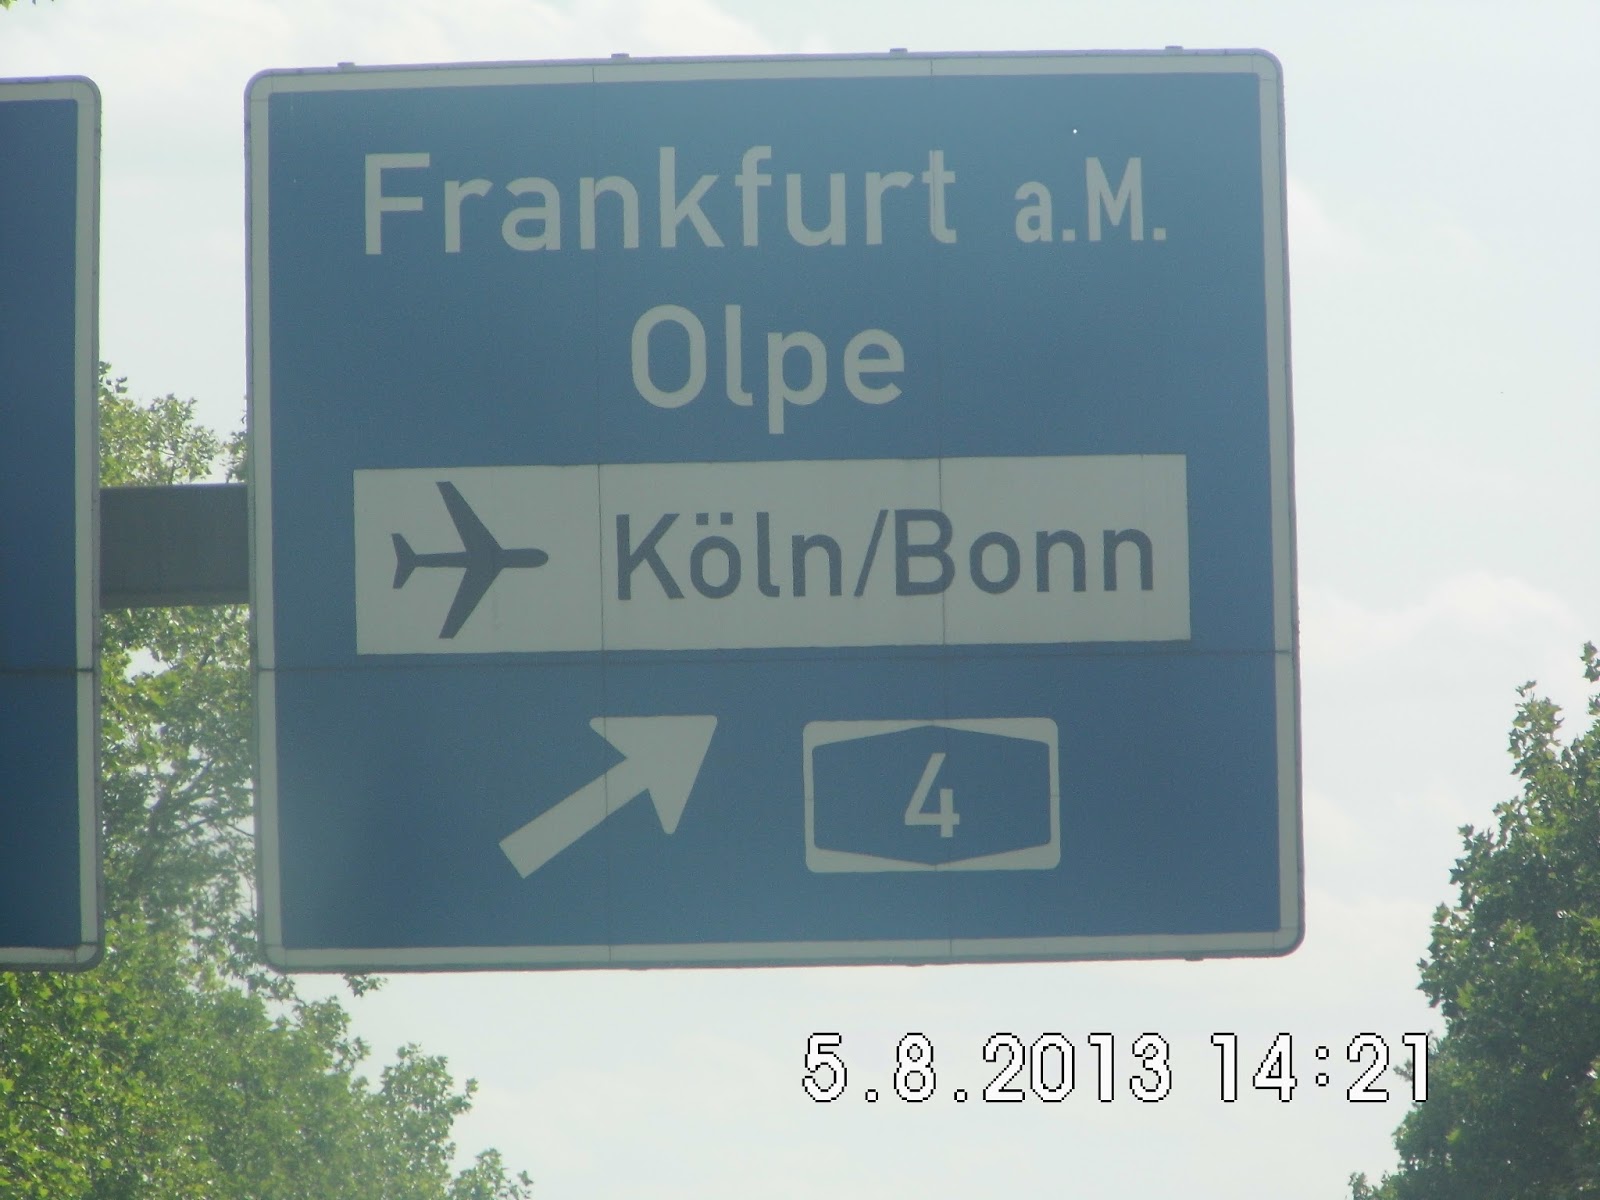 Frankfurt a.M.
Olpe
Köln/Bonn
4
5.8.2013 14:21